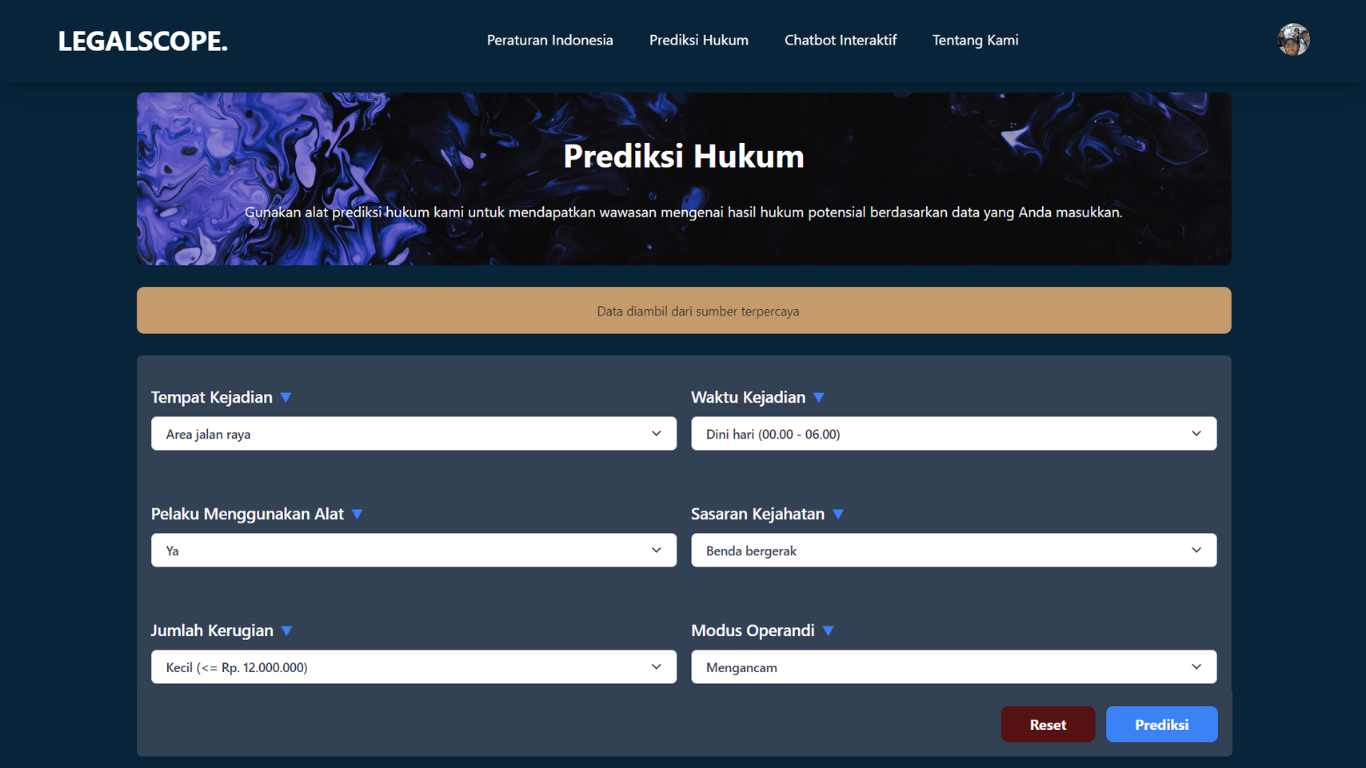 LEGALSCOPE.
Peraturan Indonesia Prediksi Hukum Chatbot Interaktif Tentang Kami
Prediksi Hukum
Gunakan alat prediksi hukum kami untuk mendapatkan wawasan mengenai hasil hukum potensial berdasarkan data yang Anda masukkan.
Data diambil dari sumber terpercaya
Tempat Kejadian
Area jalan raya
Waktu Kejadian
Dini hari (00.00 - 06.00)
Pelaku Menggunakan Alat
Ya
Sasaran Kejahatan
Benda bergerak
Jumlah Kerugian
Kecil (<= Rp. 12.000.000)
Modus Operandi
Mengancam
Reset
Prediksi